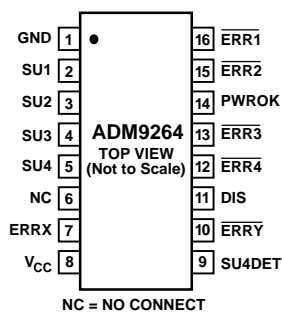 GND 1 16 ERR1
SU1 2 15 ERR2
SU2 3 14 PWROK
SU3 4 13 ERR3
SU4 5 12 ERR4
NC 6 11 DIS
ERRX 7 10 ERRY
VCC 8 9 SU4DET
ADM9264
TOP VIEW
(Not to Scale)
NC = NO CONNECT